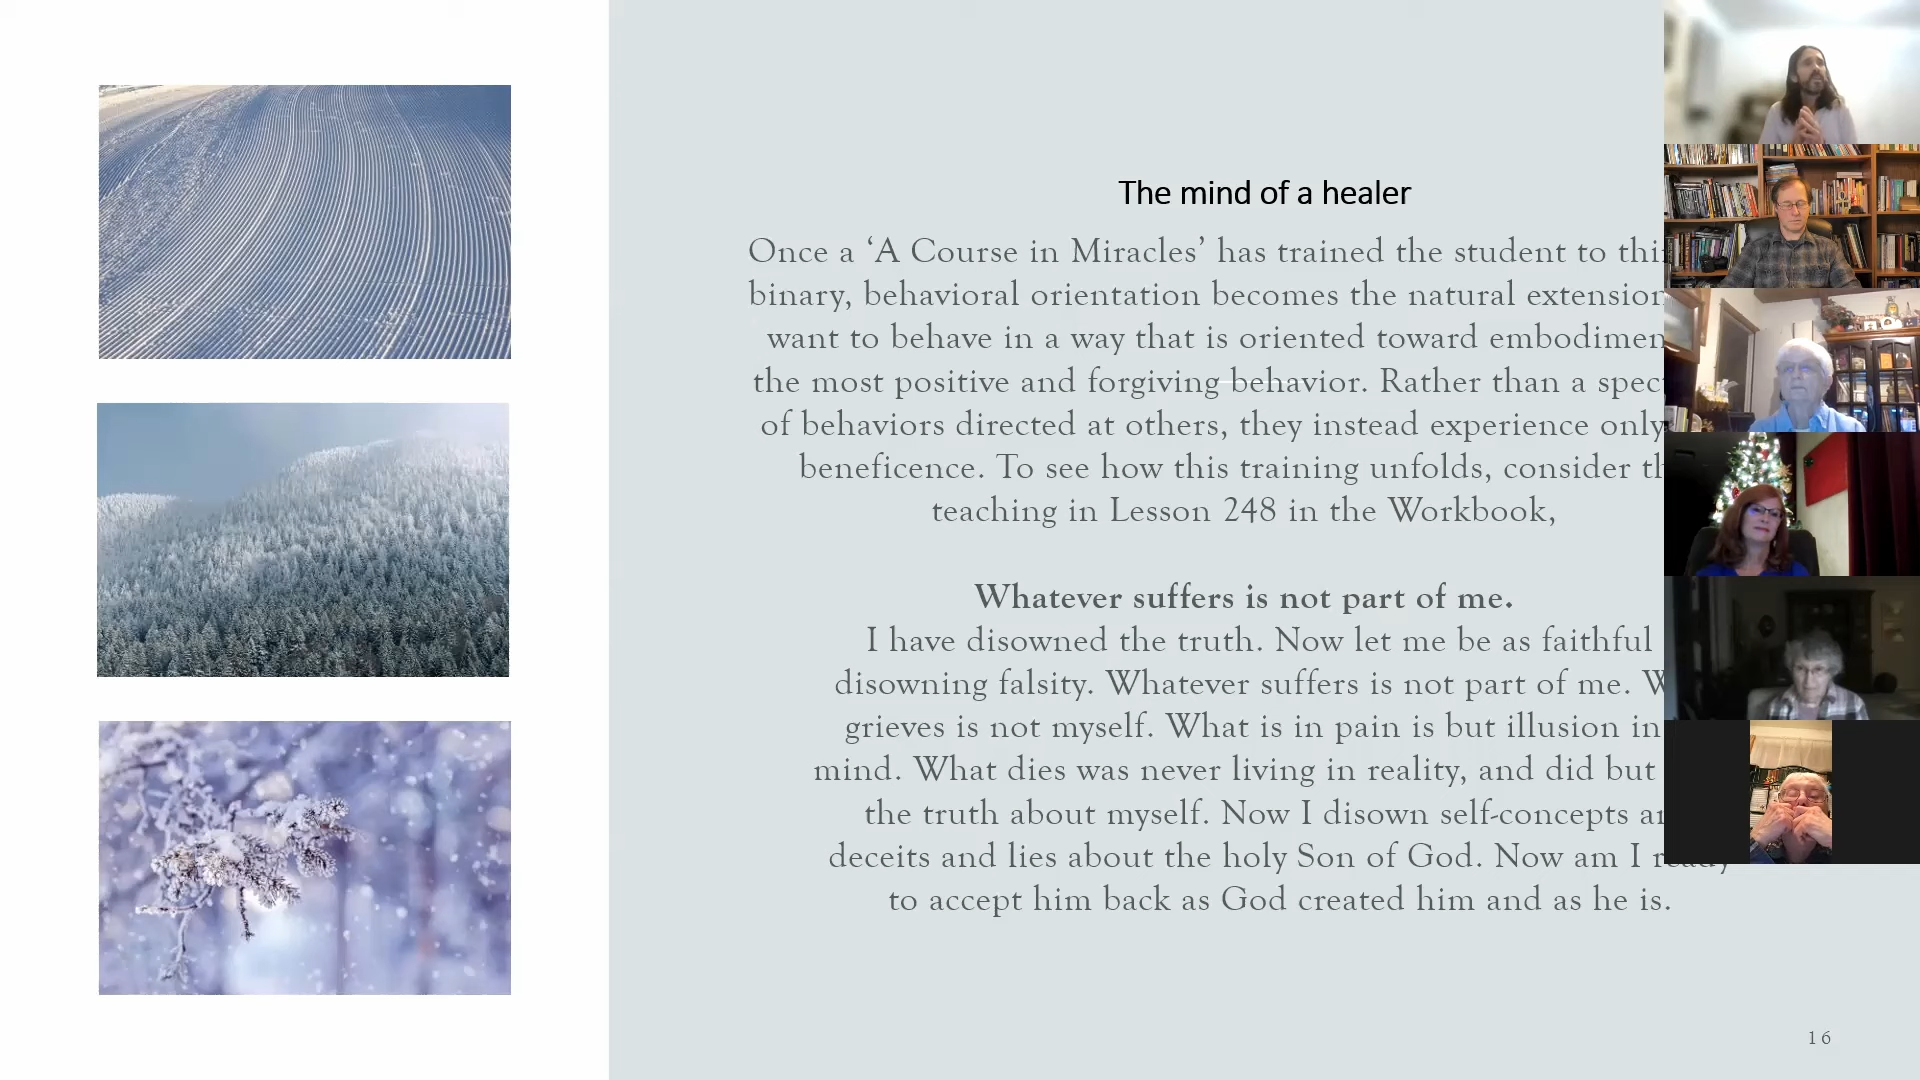 The mind of a healer
Once a ‘A Course in Miracles’ has trained the student to
binary, behavioral orientation becomes the natural extension
want to behave in a way that is oriented toward
the most positive and forgiving behavior. Rather than a
of behaviors directed at others, they instead experience only
beneficence. To see how this training unfolds, consider
teaching in Lesson 248 in the Workbook,
Whatever suffers is not part of me.
I have disowned the truth. Now let me be as faithful
disowning falsity. Whatever suffers is not part of me.
grieves is not myself. What is in pain is but illusion in
mind. What dies was never living in reality, and did but
the truth about myself. Now I disown self-concepts
deceits and lies about the holy Son of God. Now am I ready
to accept him back as God created him and as he is.
16